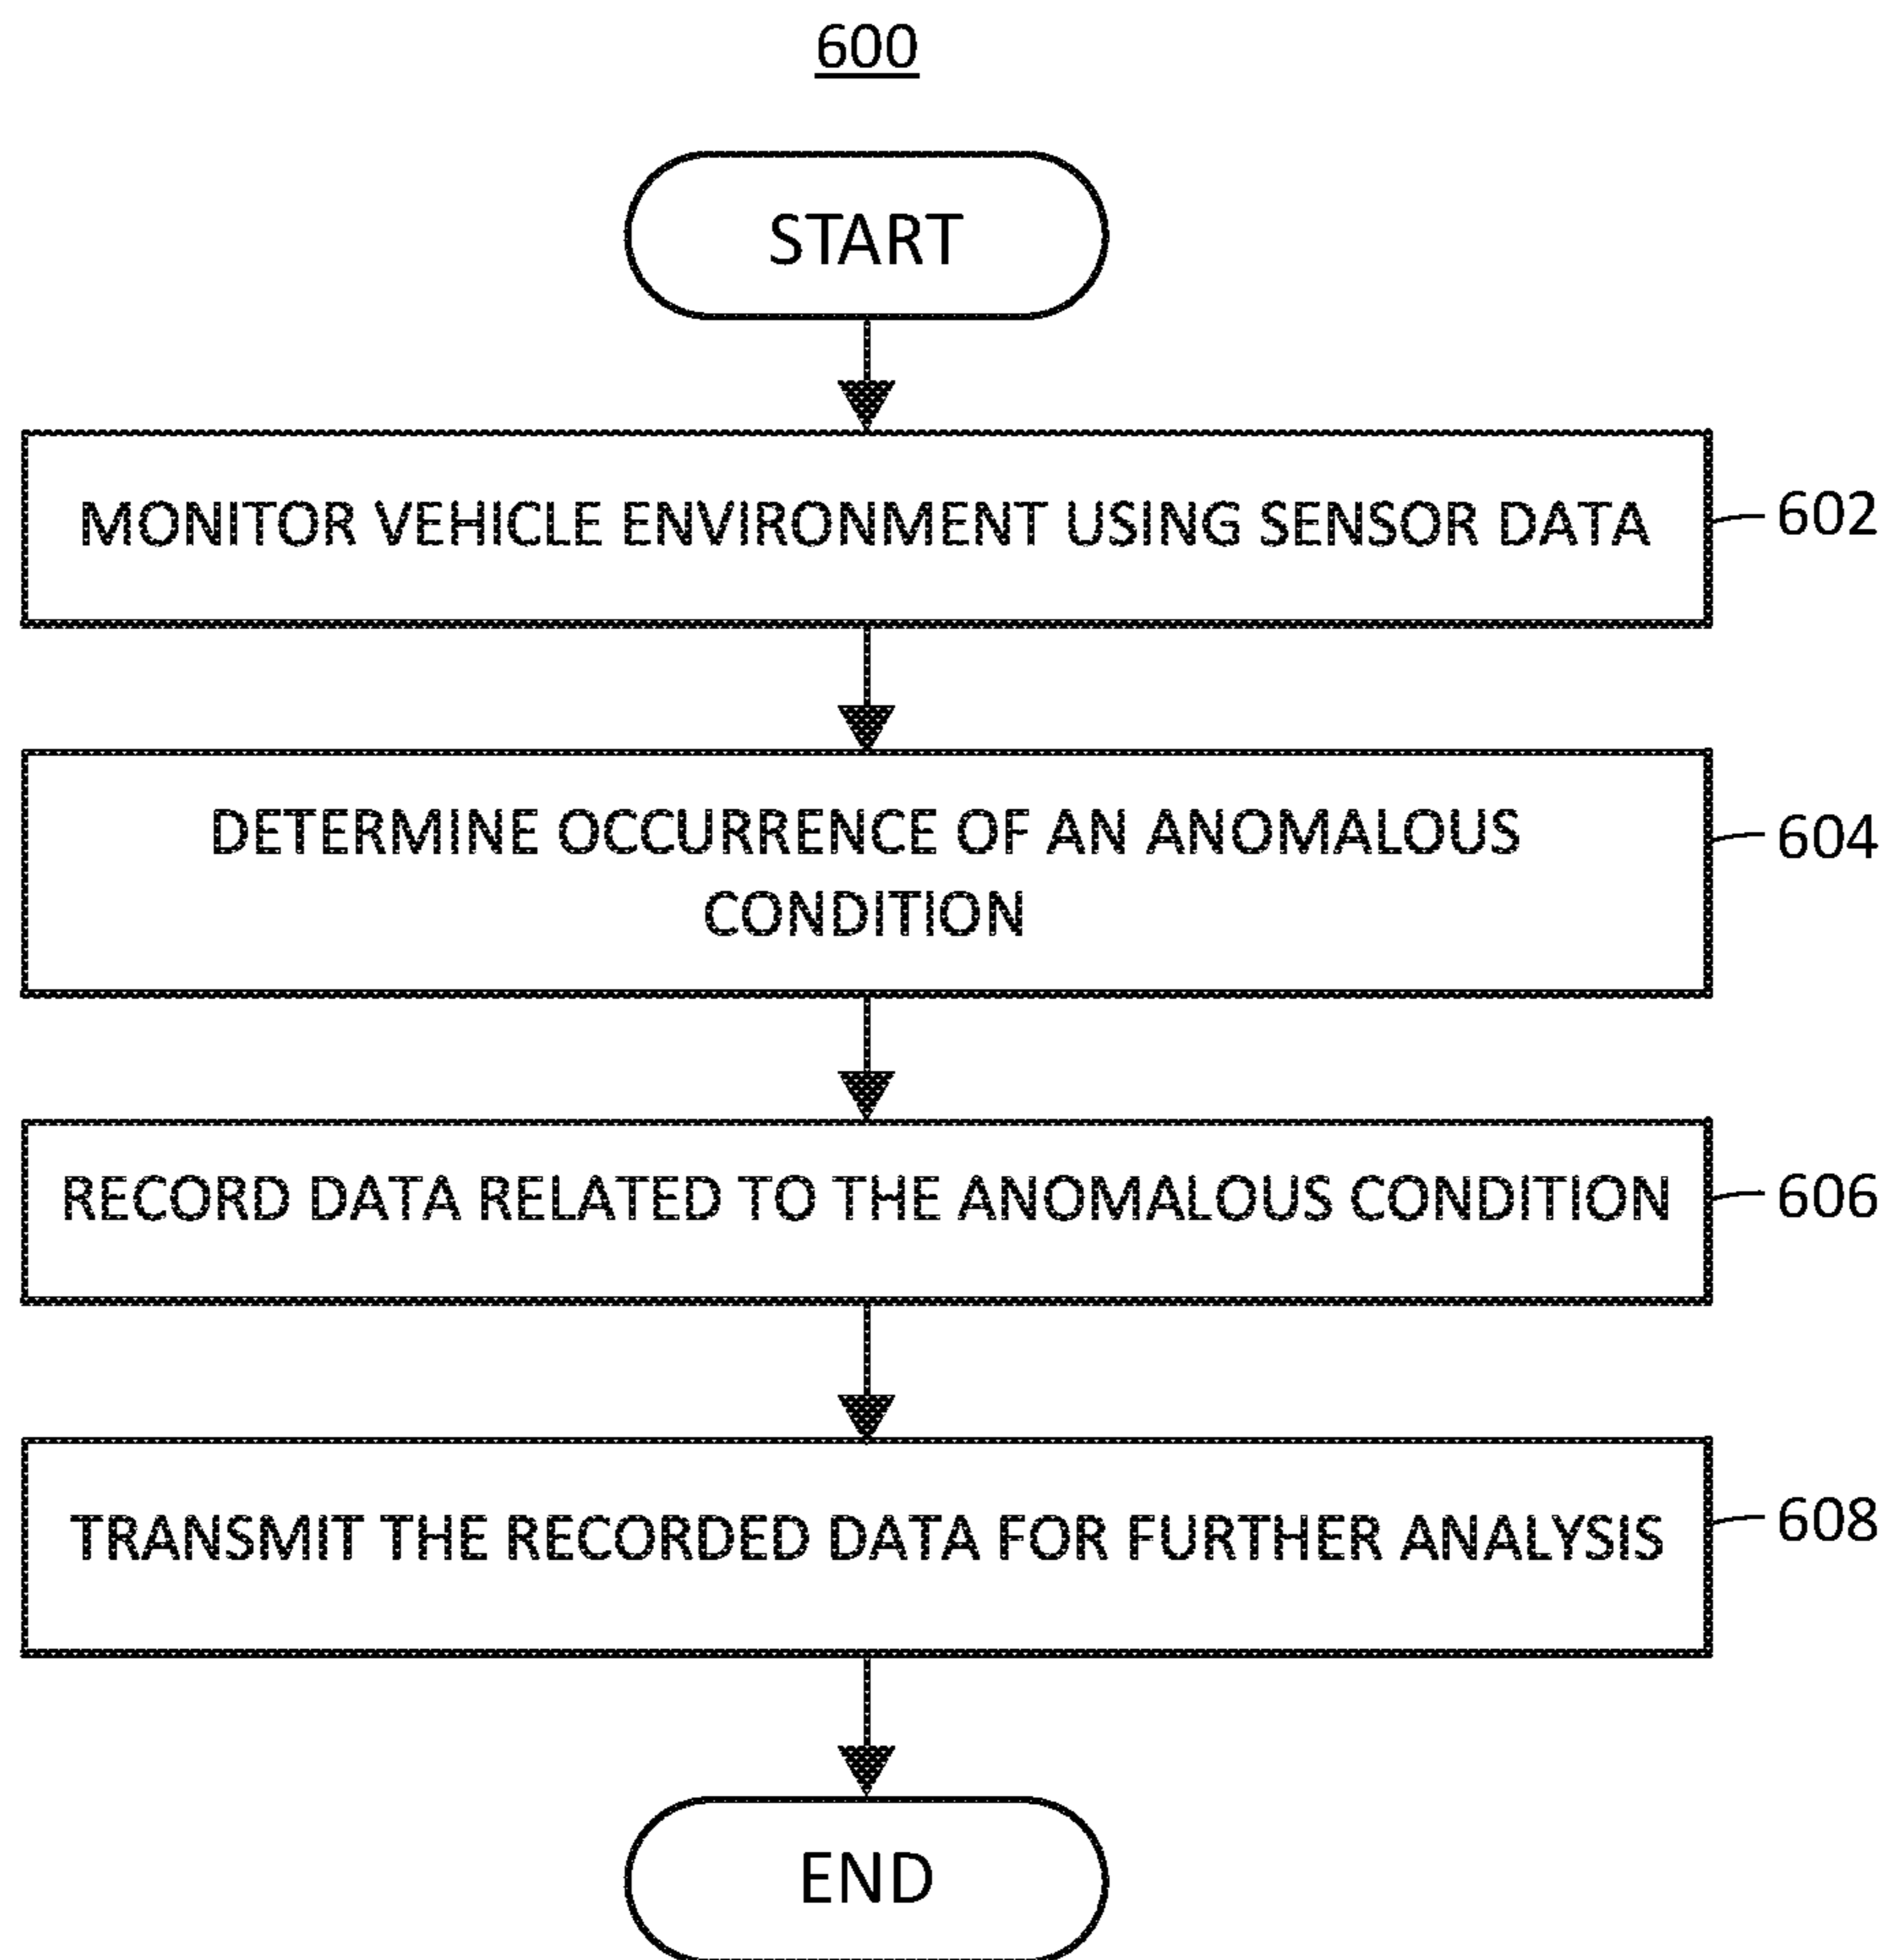 600
START
MONITOR VEHICLE ENVIRONMENT USING SENSOR DATA
602
DETERMINE OCCURRENCE OF AN ANOMALOUS
CONDITION
604
RECORD DATA RELATED TO THE ANOMALOUS CONDITION
606
TRANSMIT THE RECORDED DATA FOR FURTHER ANALYSIS
608
END